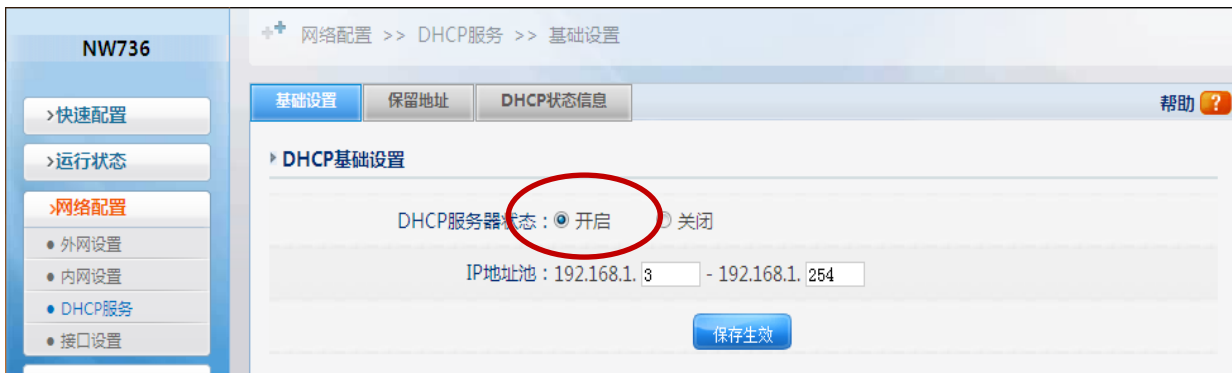 NW736
网络配置 >> DHCP服务 >> 基础设置
基础设置 保留地址 DHCP状态信息
帮助 ?
>快速配置
>运行状态
>网络配置
● 外网设置
● 内网设置
● DHCP服务
● 接口设置
DHCP基础设置
DHCP服务器状态：开启 关闭
IP地址池：192.168.1. 3 - 192.168.1. 254
保存生效